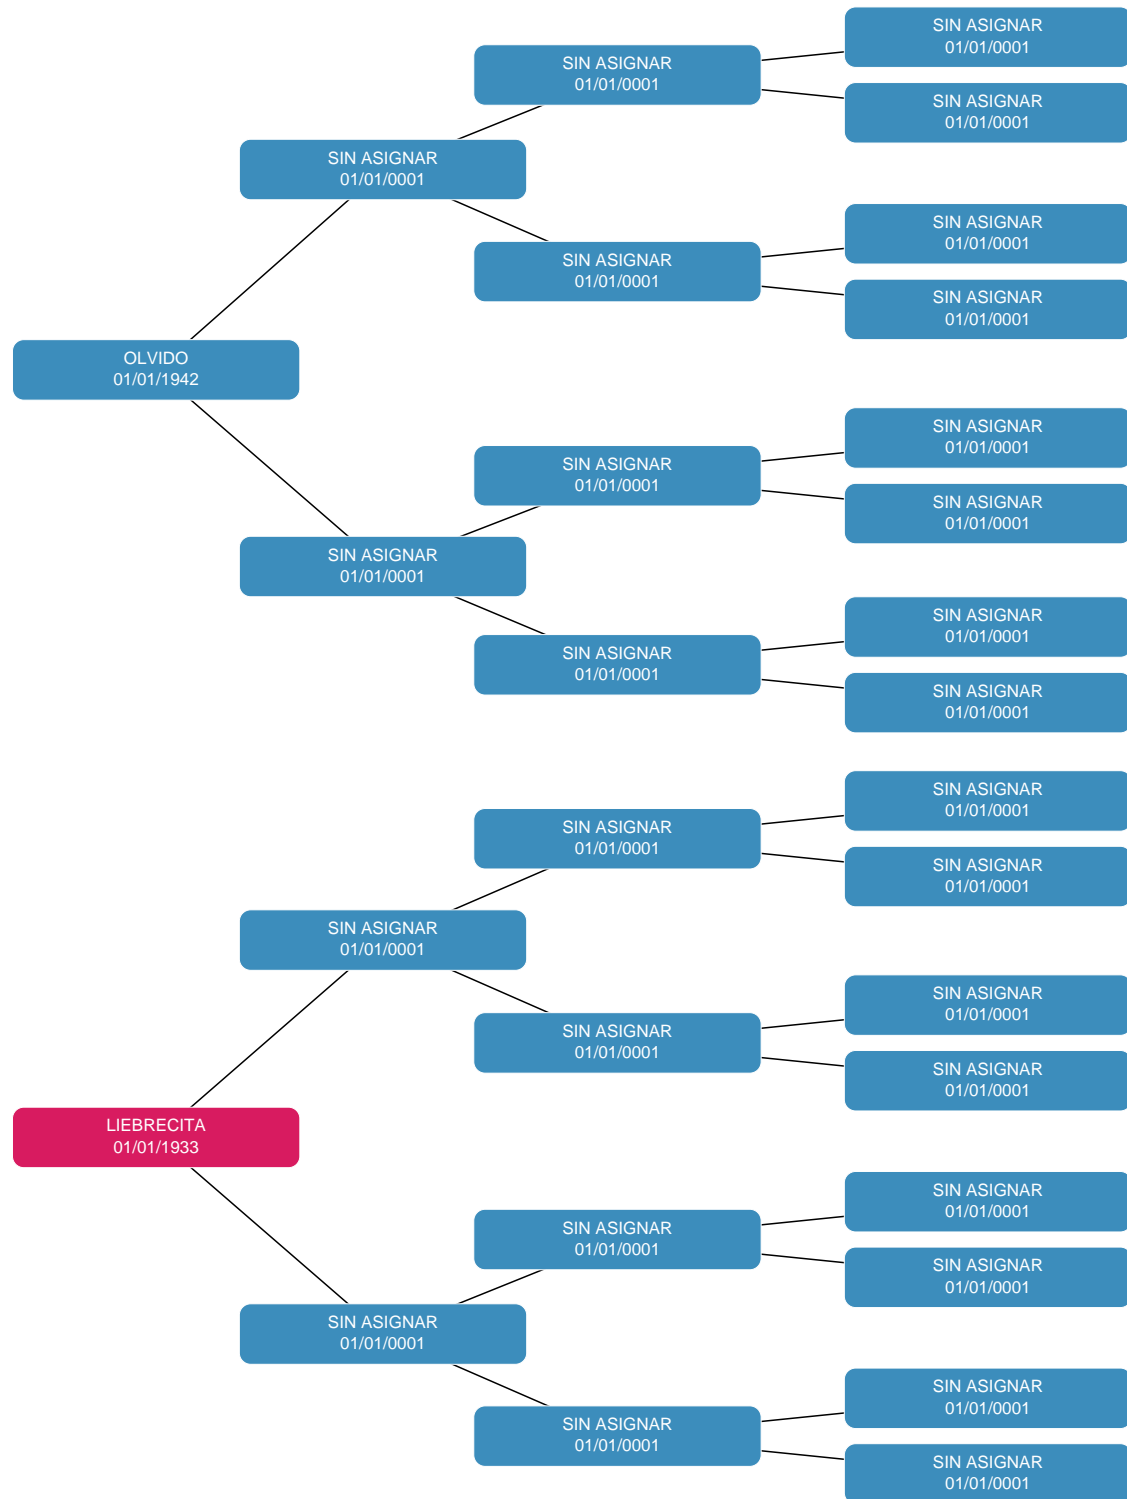 SIN ASIGNAR
01/01/0001
SIN ASIGNAR
01/01/0001
SIN ASIGNAR
01/01/0001
SIN ASIGNAR
01/01/0001
SIN ASIGNAR
01/01/0001
SIN ASIGNAR
01/01/0001
SIN ASIGNAR
01/01/0001
OLVIDO
01/01/1942
SIN ASIGNAR
01/01/0001
SIN ASIGNAR
01/01/0001
SIN ASIGNAR
01/01/0001
SIN ASIGNAR
01/01/0001
SIN ASIGNAR
01/01/0001
SIN ASIGNAR
01/01/0001
SIN ASIGNAR
01/01/0001
SIN ASIGNAR
01/01/0001
SIN ASIGNAR
01/01/0001
SIN ASIGNAR
01/01/0001
SIN ASIGNAR
01/01/0001
SIN ASIGNAR
01/01/0001
SIN ASIGNAR
01/01/0001
SIN ASIGNAR
01/01/0001
LIEBRECITA
01/01/1933
SIN ASIGNAR
01/01/0001
SIN ASIGNAR
01/01/0001
SIN ASIGNAR
01/01/0001
SIN ASIGNAR
01/01/0001
SIN ASIGNAR
01/01/0001
SIN ASIGNAR
01/01/0001
SIN ASIGNAR
01/01/0001